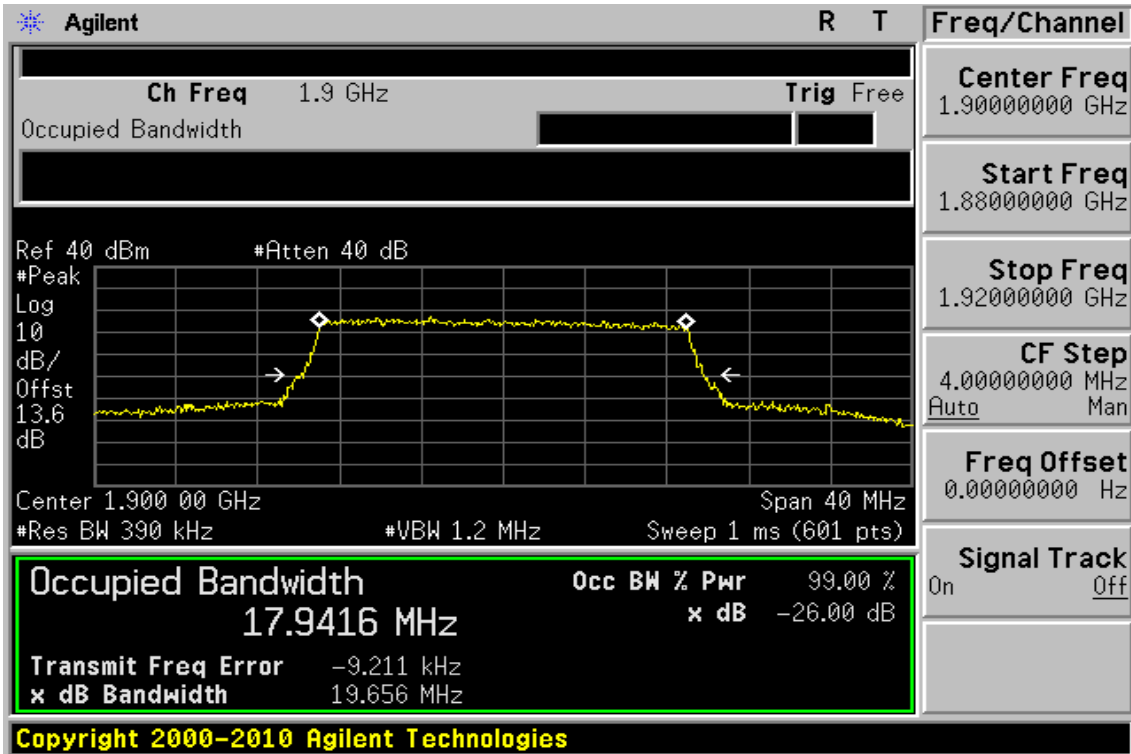 Agilent R T
Ch Freq 1.9 GHz Trig Free
Occupied Bandwidth
Ref 40 dBm #Atten 40 dB
#Peak
Log
10
dB/
Offst
13.6
dB
Center 1.900 00 GHz Span 40 MHz
#Res BW 390 kHz #VBW 1.2 MHz Sweep 1 ms (601 pts)
Occupied Bandwidth
17.9416 MHz
Occ BW % Pwr 99.00 %
x dB -26.00 dB
Transmit Freq Error -9.211 kHz
x dB Bandwidth 19.656 MHz
Copyright 2000-2010 Agilent Technologies
Freq/Channel
Center Freq
1.90000000 GHz
Start Freq
1.88000000 GHz
Stop Freq
1.92000000 GHz
CF Step
4.00000000 MHz
Auto Man
Freq Offset
0.00000000 Hz
Signal Track
On Off